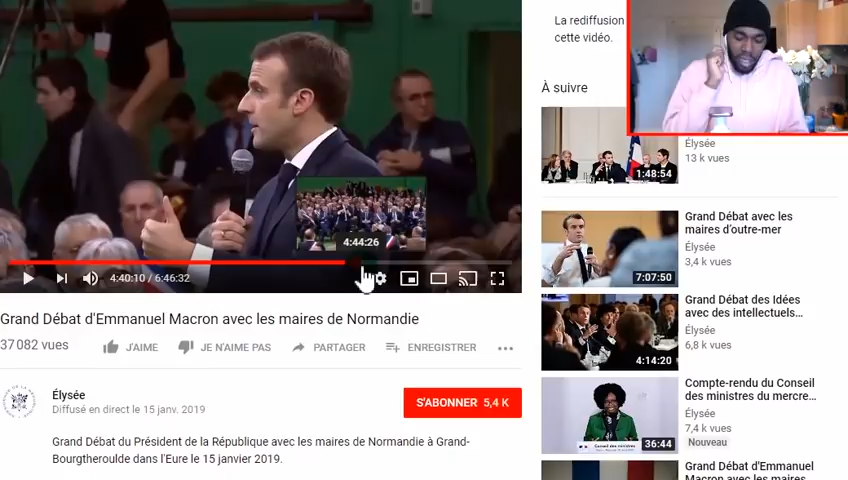 4:44:26
4:40:10 / 6:46:32
Grand Débat d'Emmanuel Macron avec les maires de Normandie
37 082 vues
J'AIME
JE N'AIME PAS
PARTAGER
ENREGISTRER
Élysée
Diffusé en direct le 15 janv. 2019
S'ABONNER 5,4 K
Grand Débat du Président de la République avec les maires de Normandie à Grand-
Bourgtheroulde dans l'Eure le 15 janvier 2019.
La rediffusion
cette vidéo.
À suivre
1:48:54
Élysée
13 k vues
7:07:50
Grand Débat avec les
maires d'outre-mer
Élysée
3,4 k vues
4:14:20
Grand Débat des Idées
avec des intellectuels...
Élysée
6,8 k vues
36:44
Compte-rendu du Conseil
des ministres du mercre...
Élysée
7,4 k vues
Nouveau
Grand Débat d'Emmanuel
Macron avec les maires